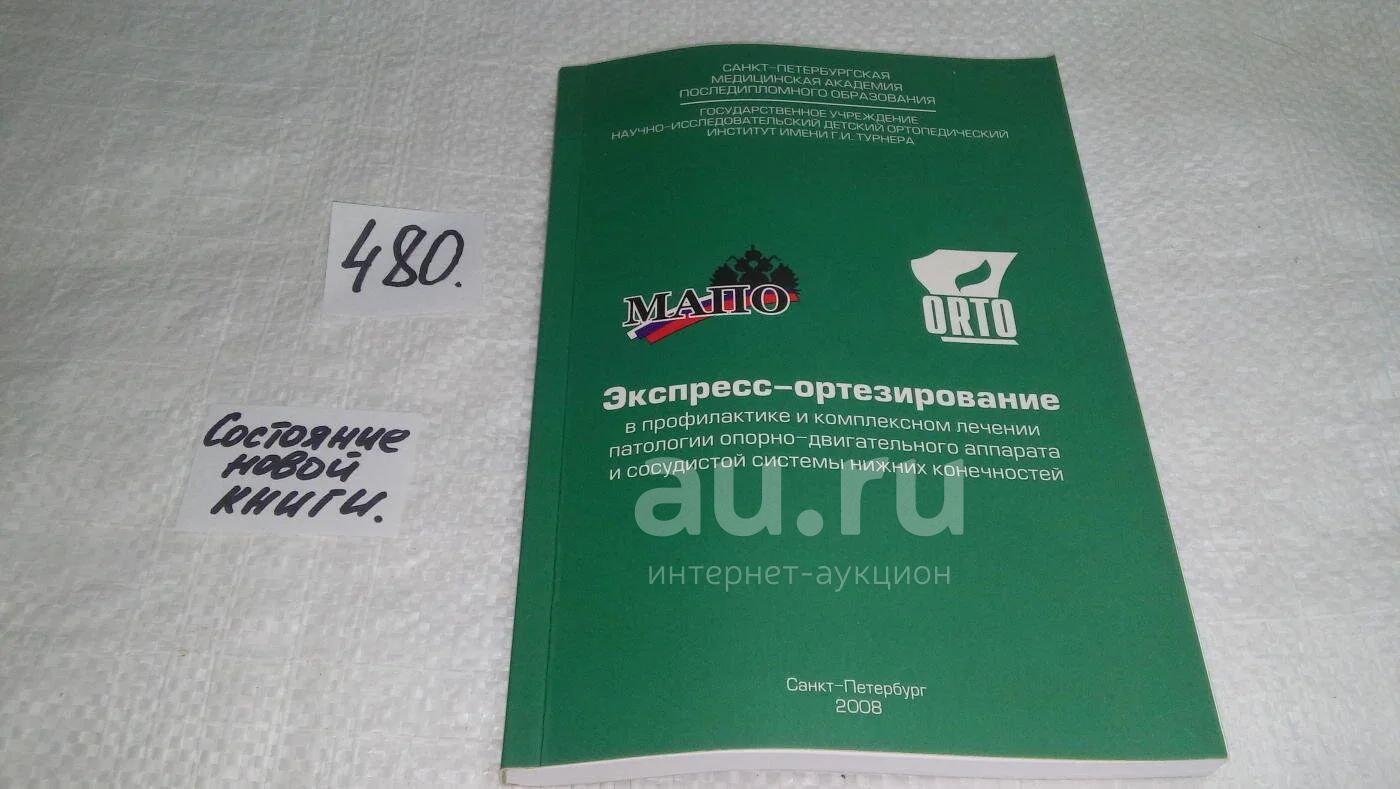 САНКТ-ПЕТЕРБУРГСКАЯ
МЕДИЦИНСКАЯ АКАДЕМИЯ
ПОСЛЕДИПЛОМНОГО ОБРАЗОВАНИЯ
ГОСУДАРСТВЕННОЕ УЧРЕЖДЕНИЕ
НАУЧНО-ИССЛЕДОВАТЕЛЬСКИЙ ДЕТСКИЙ ОРТОПЕДИЧЕСКИЙ
ИНСТИТУТ ИМЕНИ Г.И. ТУРНЕРА
480.
МАПО
ORTO
Экспресс-ортезирование
в профилактике и комплексном лечении
патологии опорно-двигательного аппарата
и сосудистой системы нижних конечностей
Состояние
новой
книги.
au.ru
интернет-аукцион
Санкт-Петербург
2008